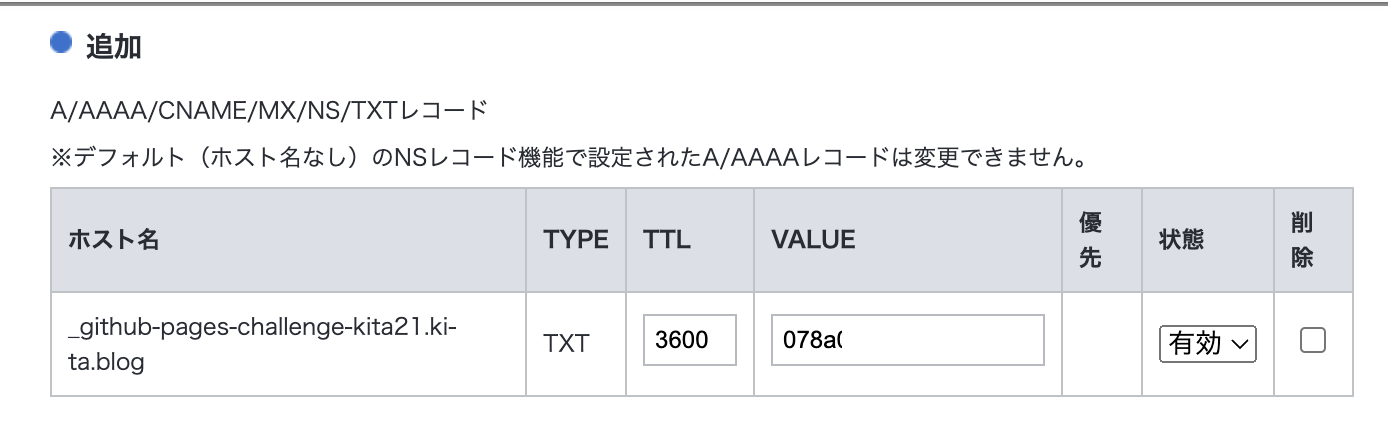 追加
A/AAAA/CNAME/MX/NS/TXTレコード
※デフォルト（ホスト名なし）のNSレコード機能で設定されたA/AAAAレコードは変更できません。
ホスト名 TYPE TTL VALUE 優先 状態 削除
_github-pages-challenge-kita21.ki-
ta.blog TXT 3600 078a 有効